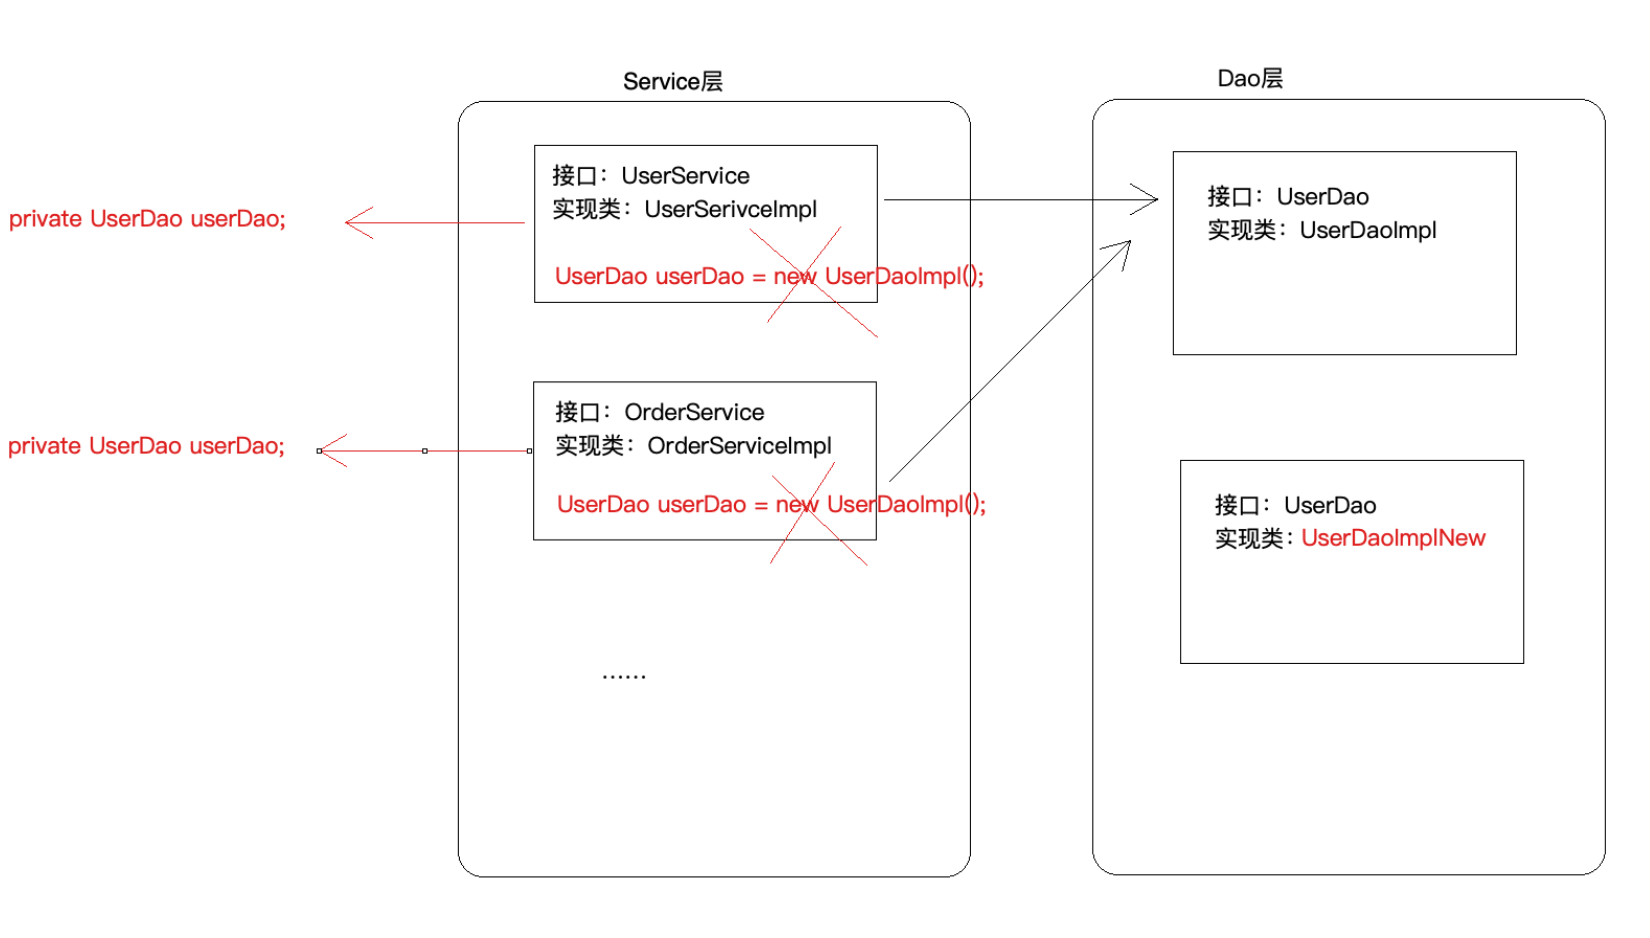 Service层
Dao层
private UserDao userDao;
接口：UserService
实现类：UserSerivceImpl
UserDao userDao = new UserDaoImpl();
接口：UserDao
实现类：UserDaoImpl
private UserDao userDao;
接口：OrderService
实现类：OrderServiceImpl
UserDao userDao = new UserDaoImpl();
接口：UserDao
实现类：UserDaoImplNew
……